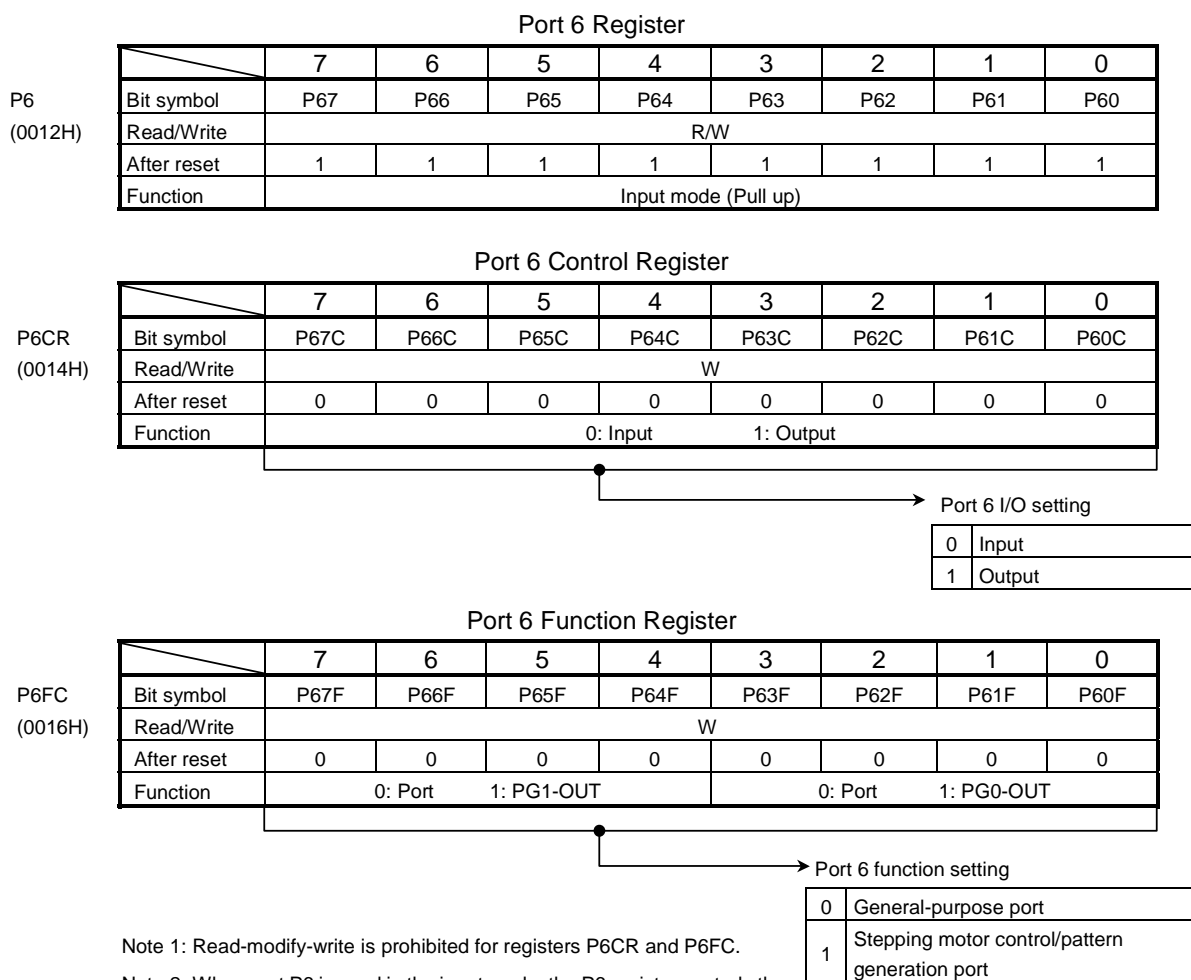 Port 6 Register
7 6 5 4 3 2 1 0
P6
(0012H)
Bit symbol P67 P66 P65 P64 P63 P62 P61 P60
Read/Write R/W
After reset 1 1 1 1 1 1 1 1
Function Input mode (Pull up)
Port 6 Control Register
7 6 5 4 3 2 1 0
P6CR
(0014H)
Bit symbol P67C P66C P65C P64C P63C P62C P61C P60C
Read/Write W
After reset 0 0 0 0 0 0 0 0
Function 0: Input 1: Output
Port 6 I/O setting
0 Input
1 Output
Port 6 Function Register
7 6 5 4 3 2 1 0
P6FC
(0016H)
Bit symbol P67F P66F P65F P64F P63F P62F P61F P60F
Read/Write W
After reset 0 0 0 0 0 0 0 0
Function 0: Port 1: PG1-OUT 0: Port 1: PG0-OUT
Port 6 function setting
0 General-purpose port
1 Stepping motor control/pattern
generation port
Note 1: Read-modify-write is prohibited for registers P6CR and P6FC.